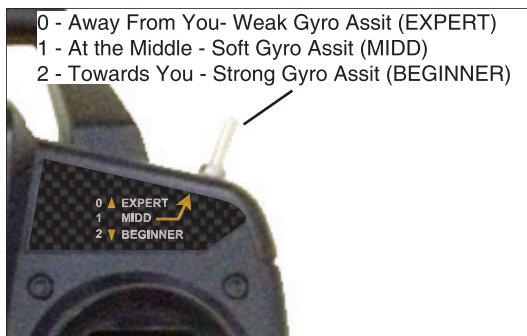 0 - Away From You- Weak Gyro Assit (EXPERT)
1 - At the Middle - Soft Gyro Assit (MIDD)
2 - Towards You - Strong Gyro Assit (BEGINNER)
0 ▲ EXPERT
1 MIDD
2 ▼ BEGINNER